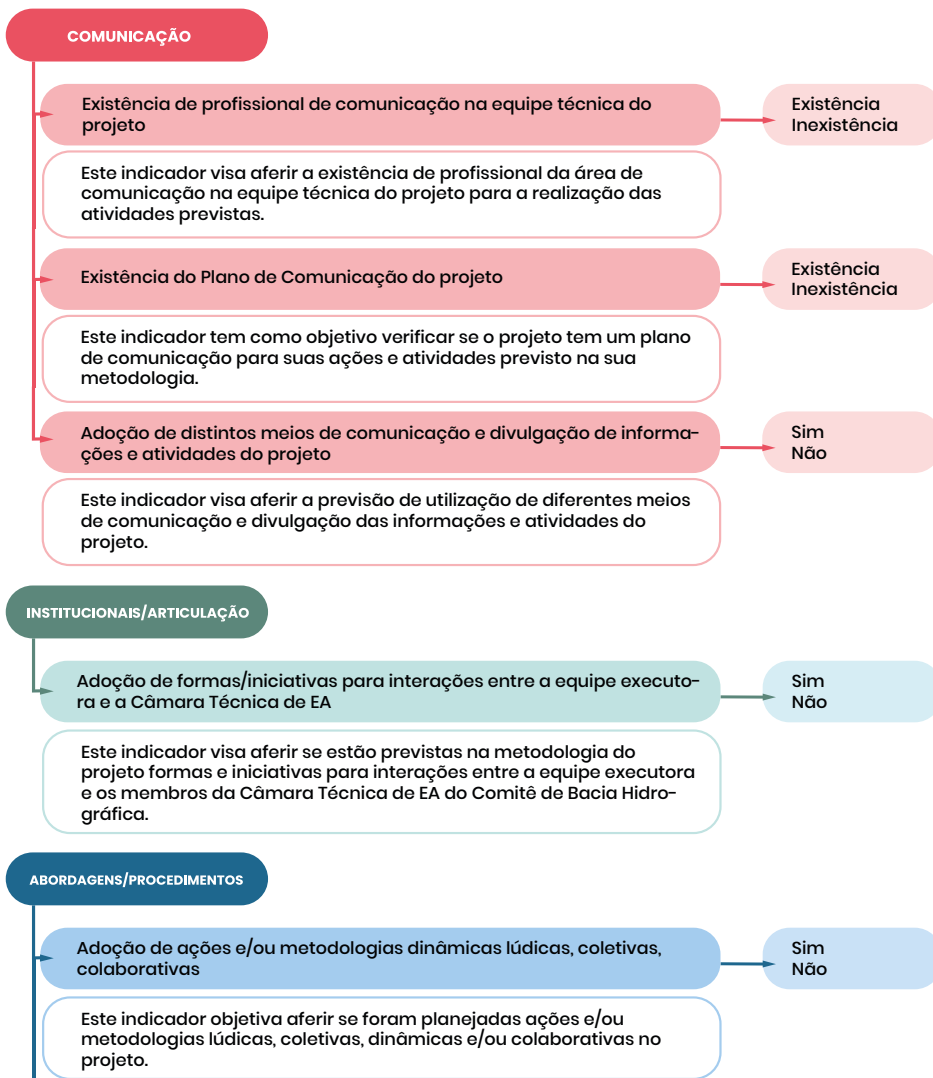 COMUNICAÇÃO
Existência de profissional de comunicação na equipe técnica do
projeto
Existência
Inexistência
Este indicador visa aferir a existência de profissional da área de
comunicação na equipe técnica do projeto para a realização das
atividades previstas.
Existência do Plano de Comunicação do projeto
Existência
Inexistência
Este indicador tem como objetivo verificar se o projeto tem um plano
de comunicação para suas ações e atividades previsto na sua
metodologia.
Adoção de distintos meios de comunicação e divulgação de informa-
ções e atividades do projeto
Sim
Não
Este indicador visa aferir a previsão de utilização de diferentes meios
de comunicação e divulgação das informações e atividades do
projeto.
INSTITUCIONAIS/ARTICULAÇÃO
Adoção de formas/iniciativas para interações entre a equipe executo-
ra e a Câmara Técnica de EA
Sim
Não
Este indicador visa aferir se estão previstas na metodologia do
projeto formas e iniciativas para interações entre a equipe executora
e os membros da Câmara Técnica de EA do Comitê de Bacia Hidro-
gráfica.
ABORDAGENS/PROCEDIMENTOS
Adoção de ações e/ou metodologias dinâmicas lúdicas, coletivas,
colaborativas
Sim
Não
Este indicador objetiva aferir se foram planejadas ações e/ou
metodologias lúdicas, coletivas, dinâmicas e/ou colaborativas no
projeto.